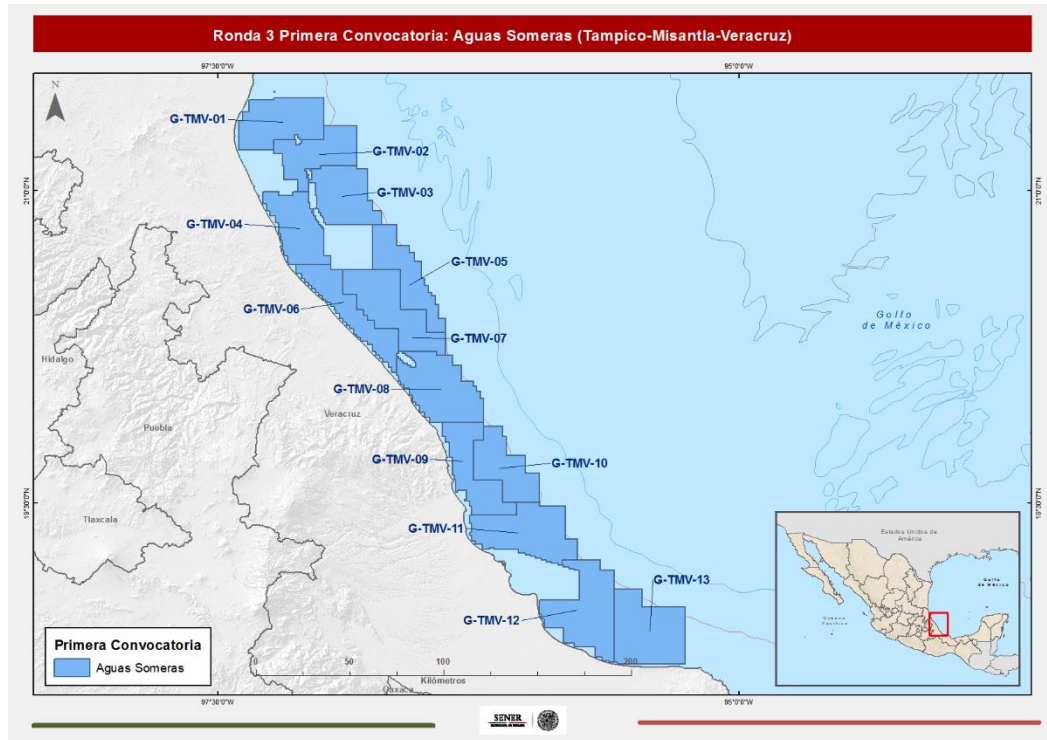 Ronda 3 Primera Convocatoria: Aguas Someras (Tampico-Misantla-Veracruz)
97°30'0"W
95°0'0"W
N
G-TMV-01
G-TMV-02
21°0'0"N
21°0'0"N
G-TMV-03
G-TMV-04
G-TMV-05
G-TMV-06
Golfo
de México
G-TMV-07
Hidalgo
G-TMV-08
Veracruz
Puebla
G-TMV-09
G-TMV-10
19°30'0"N
19°30'0"N
Tlaxcala
G-TMV-11
Estados Unidos de
América
Golfo
de México
G-TMV-13
G-TMV-12
Océano
Pacífico
Primera Convocatoria
Aguas Someras
0
50
100
200
Kilómetros
Oaxaca
97°30'0"W
95°0'0"W
SENER